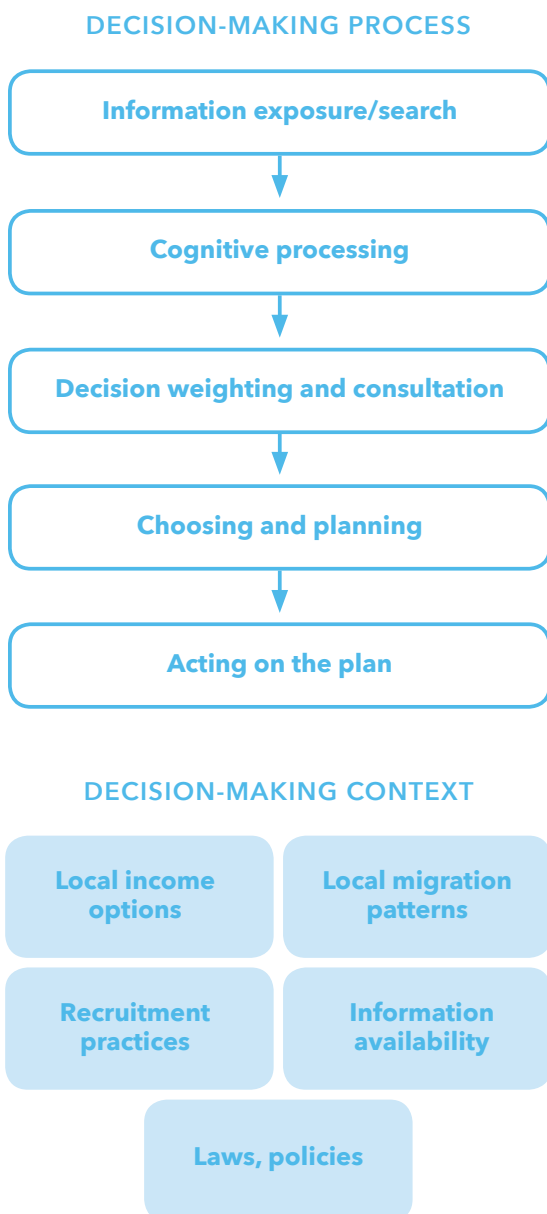 DECISION-MAKING PROCESS
Information exposure/search
Cognitive processing
Decision weighting and consultation
Choosing and planning
Acting on the plan
DECISION-MAKING CONTEXT
Local income
options
Local migration
patterns
Recruitment
practices
Information
availability
Laws, policies